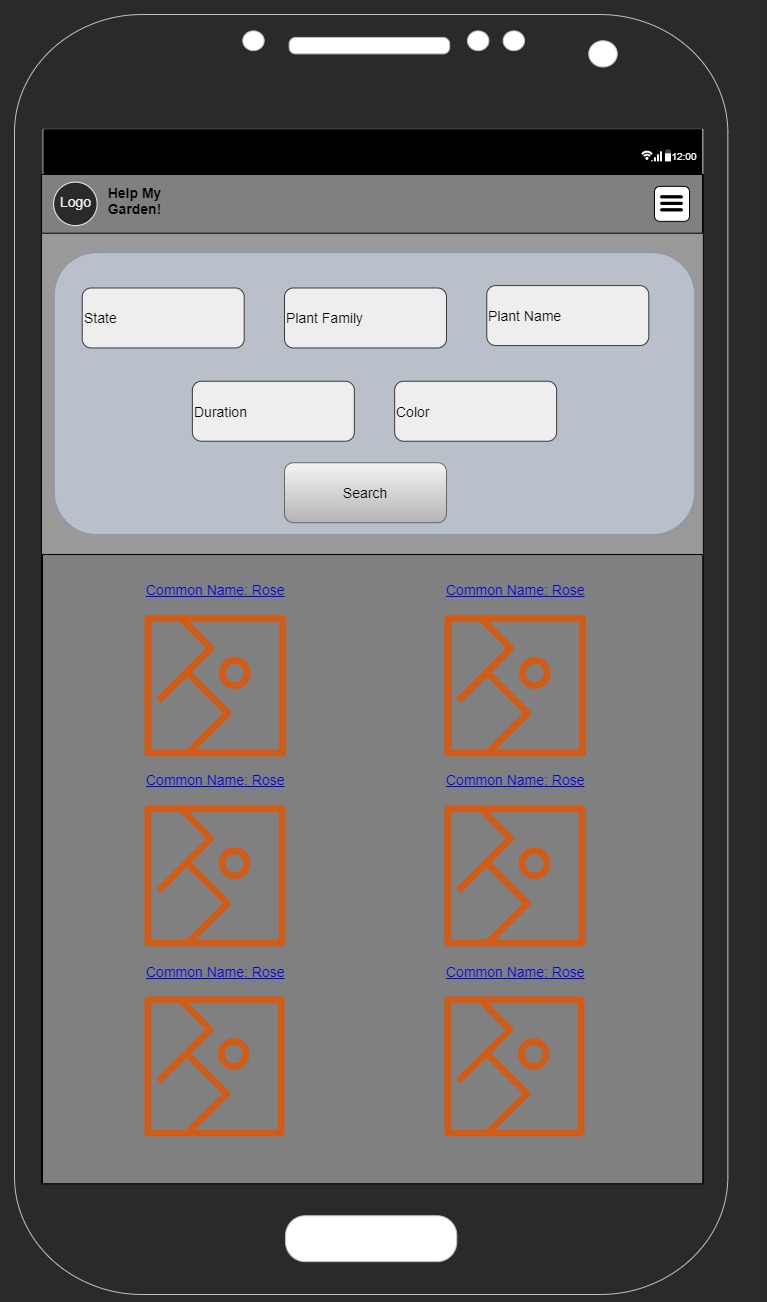 12:00
Logo
Help My
Garden!
State
Plant Family
Plant Name
Duration
Color
Search
Common Name: Rose
Common Name: Rose
Common Name: Rose
Common Name: Rose
Common Name: Rose
Common Name: Rose